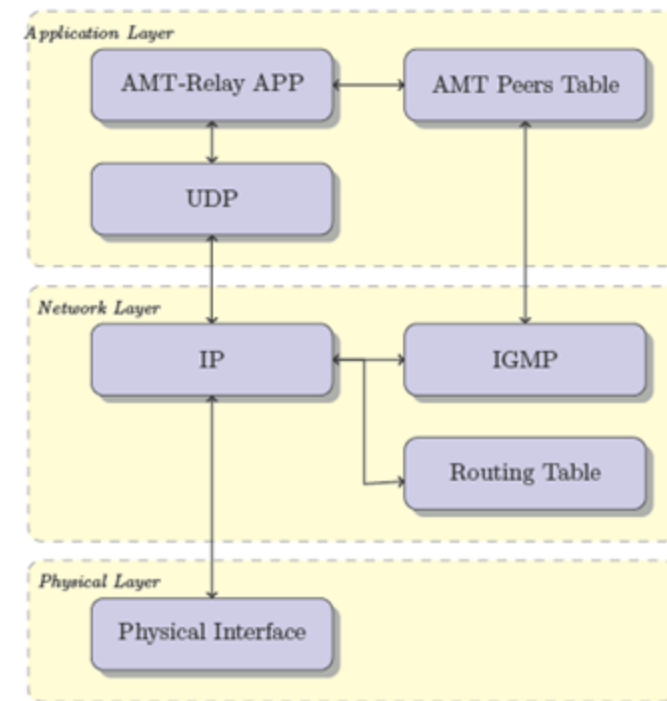 Application Layer
AMT-Relay APP
AMT Peers Table
UDP
Network Layer
IP
IGMP
Routing Table
Physical Layer
Physical Interface